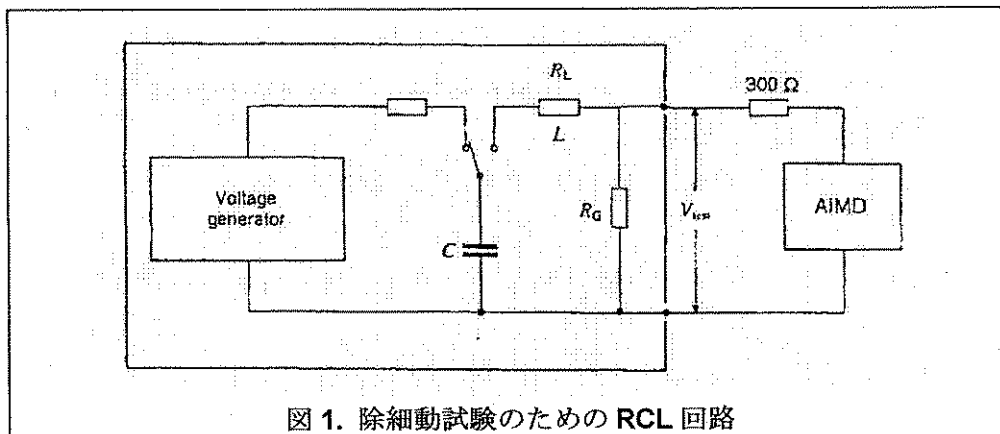 R_L
300 Ω
L
Voltage
generator
R_G
V_test
AIMD
C
図 1. 除細動試験のための RCL 回路